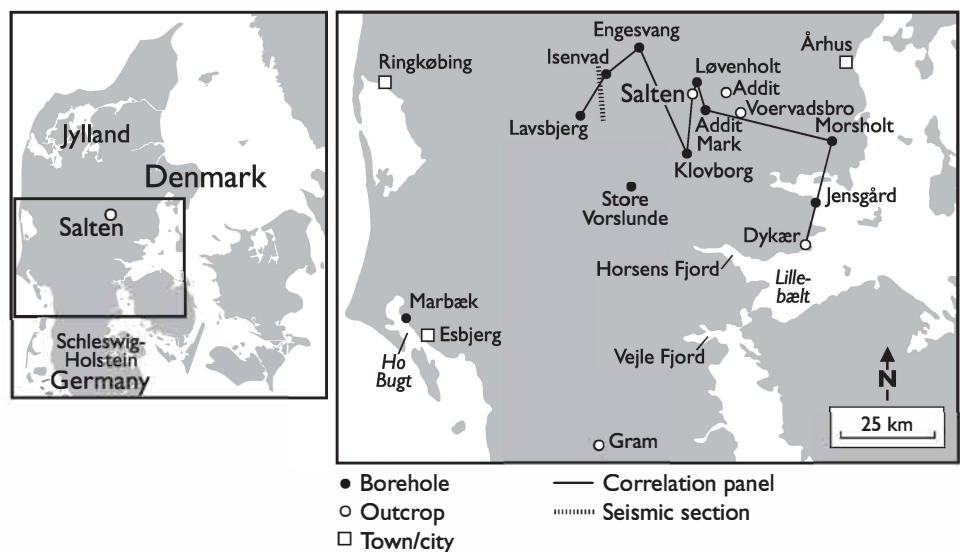 Jylland
Denmark
Salten
Schleswig-
Holstein
Germany
Engesvang
Århus
Isenvad
Ringkøbing
Løvenholt
Salten
Addit
Voervadsbro
Lavsbjerg
Addit
Mark
Morsholt
Klovborg
Store
Vorslunde
Jensgård
Dykær
Horsens Fjord
Lille-
bælt
Marbæk
Esbjerg
Ho
Bugt
Vejle Fjord
N
25 km
Gram
Borehole
Correlation panel
Outcrop
Seismic section
Town/city